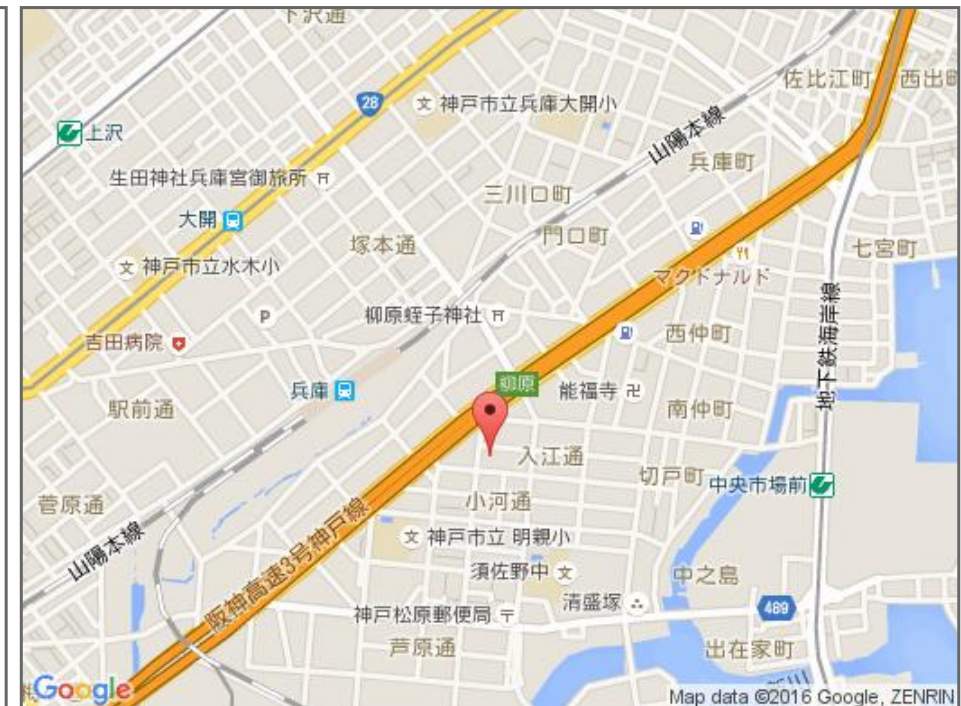 下沢通
佐比江町
西出町
28
神戸市立兵庫大開小
上沢
山陽本線
兵庫町
生田神社兵庫宮御旅所
三川口町
大開
門口町
塚本通
七宮町
神戸市立水木小
マクドナルド
P
柳原蛭子神社
西仲町
吉田病院
地下鉄海岸線
柳原
兵庫
能福寺
駅前通
南仲町
入江通
切戸町
中央市場前
菅原通
小河通
山陽本線
阪神高速3号神戸線
神戸市立 明親小
須佐野中
中之島
清盛塚
489
神戸松原郵便局
芦原通
出在家町
Google
Map data ©2016 Google, ZENRIN